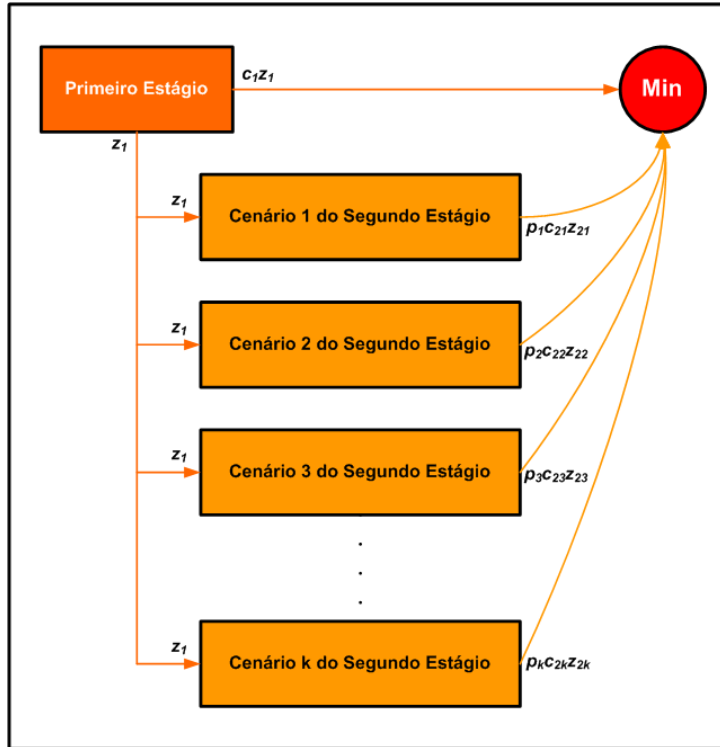 Primeiro Estágio
c₁z₁
Min
z₁
z₁
Cenário 1 do Segundo Estágio
p₁c₂₁z₂₁
z₁
Cenário 2 do Segundo Estágio
p₂c₂₂z₂₂
z₁
Cenário 3 do Segundo Estágio
p₃c₂₃z₂₃
.
.
.
z₁
Cenário k do Segundo Estágio
pₖc₂ₖz₂ₖ